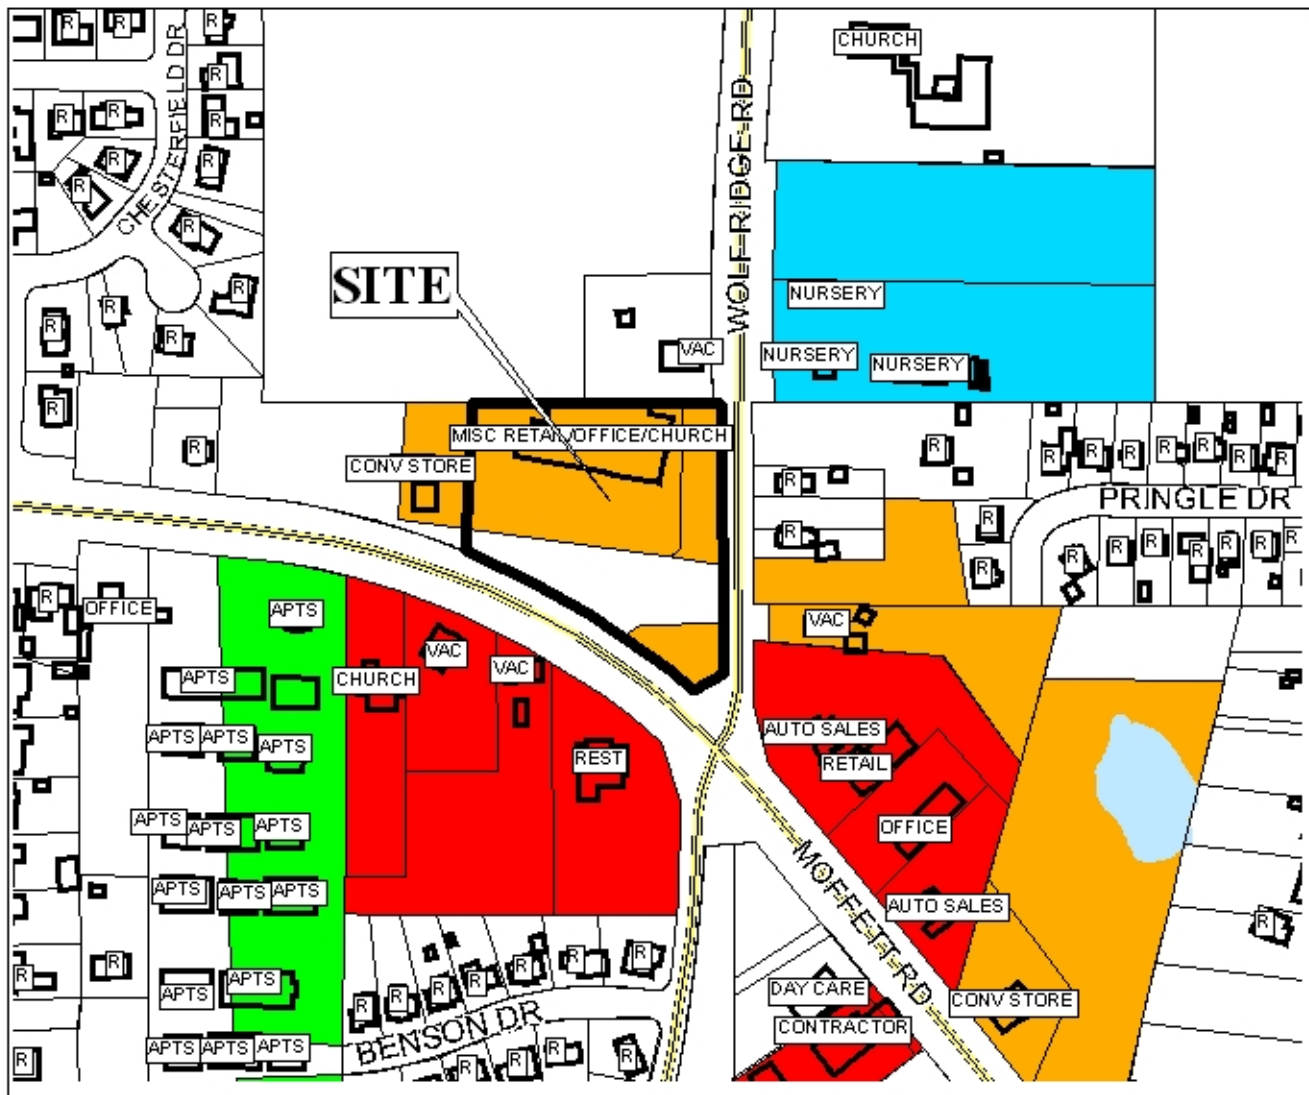 R
R
R
CHURCH
R
R
R
R
R
R
R
CHESTERFIELD DR
WOLF RIDGE RD
R
R
R
R
R
R
SITE
NURSERY
VAC
NURSERY
NURSERY
R
R
MISC RETAIL/OFFICE/CHURCH
CONV STORE
R
R
R
R
R
R
R
R
R
PRINGLE DR
R
R
R
R
R
R
R
R
R
R
R
OFFICE
APTS
VAC
VAC
VAC
CHURCH
APTS
APTS
APTS
APTS
AUTO SALES
RETAIL
REST
APTS
APTS
APTS
OFFICE
MOFFETT RD
APTS
APTS
APTS
AUTO SALES
R
R
R
R
R
R
R
R
R
R
APTS
APTS
DAY CARE
CONV STORE
CONTRACTOR
BENSON DR
APTS
APTS
APTS
R
R
R
R
R
R